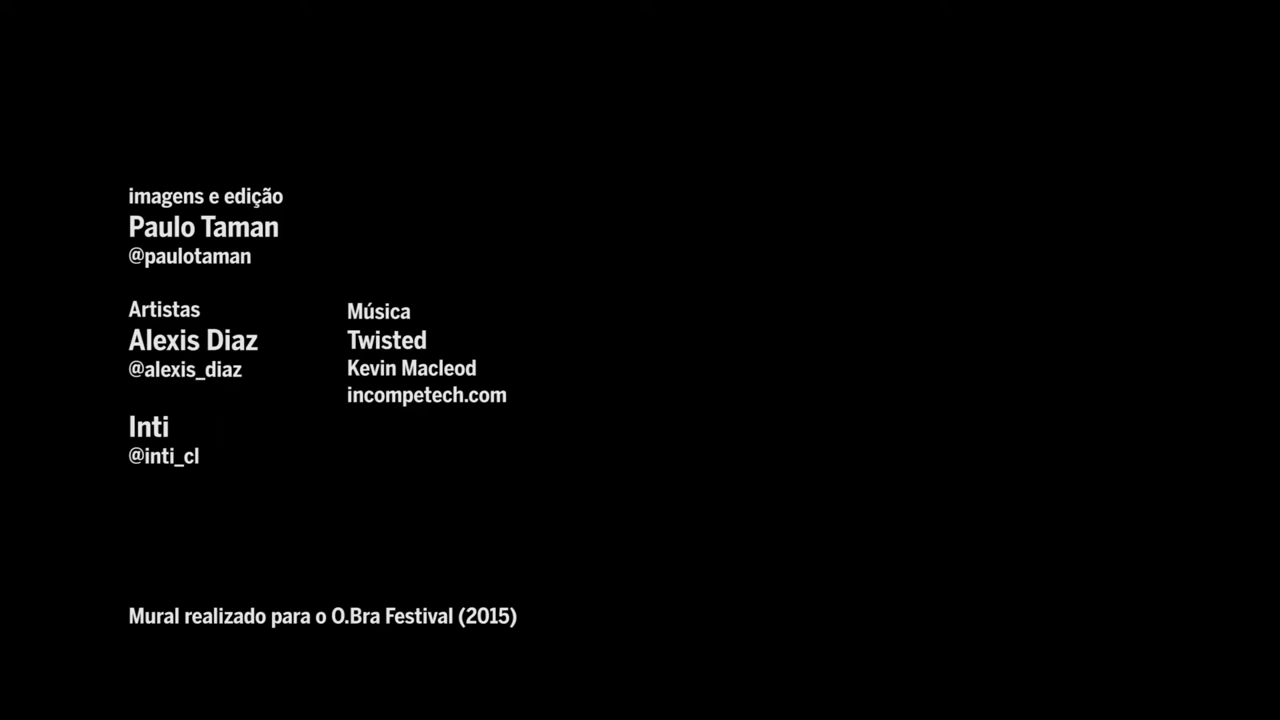 imagens e edição
Paulo Taman
@paulotaman
Artistas
Alexis Diaz
@alexis_diaz
Inti
@inti_cl
Música
Twisted
Kevin Macleod
incompetech.com
Mural realizado para o O.Bra Festival (2015)